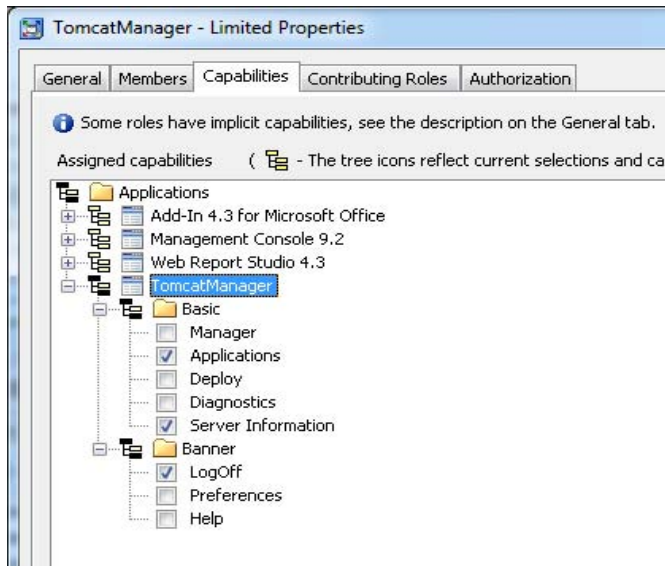 TomcatManager - Limited Properties
General Members Capabilities Contributing Roles Authorization
Some roles have implicit capabilities, see the description on the General tab.
Assigned capabilities ( - The tree icons reflect current selections and ca
Applications
Add-In 4.3 for Microsoft Office
Management Console 9.2
Web Report Studio 4.3
TomcatManager
Basic
Manager
Applications
Deploy
Diagnostics
Server Information
Banner
LogOff
Preferences
Help